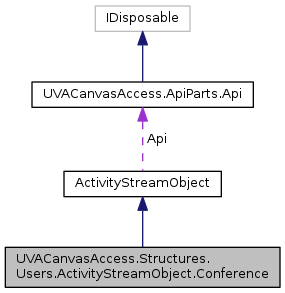 IDisposable
UVACanvasAccess.ApiParts.Api
Api
ActivityStreamObject
UVACanvasAccess.Structures.
Users.ActivityStreamObject.Conference